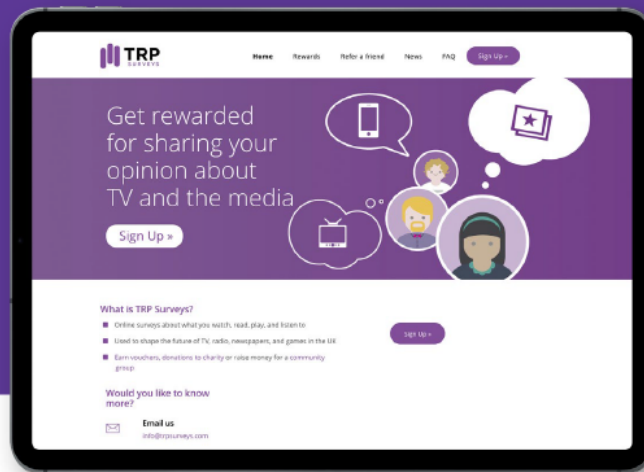 TRP
SURVEYS
Home Rewards Refer a friend News FAQ Sign Up »
Get rewarded
for sharing your
opinion about
TV and the media
Sign Up »
What is TRP Surveys?
Online surveys about what you watch, read, play, and listen to
Used to shape the future of TV, radio, newspapers, and games in the UK
Earn vouchers, donations to charity or raise money for a community
group
Sign Up »
Would you like to know
more?
Email us
info@trpsurveys.com